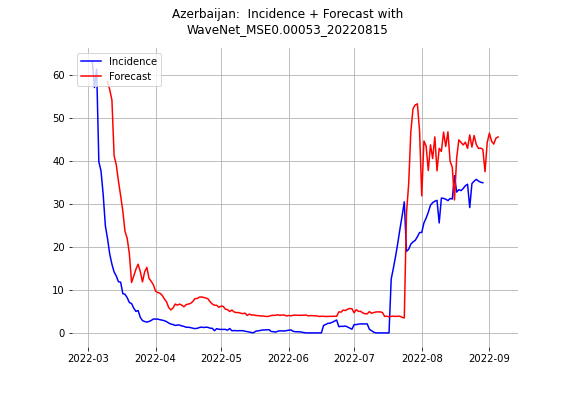 Azerbaijan:  Incidence + Forecast with
WaveNet_MSE0.00053_20220815
Incidence
Forecast
60
50
40
30
20
10
0
2022-03 2022-04 2022-05 2022-06 2022-07 2022-08 2022-09